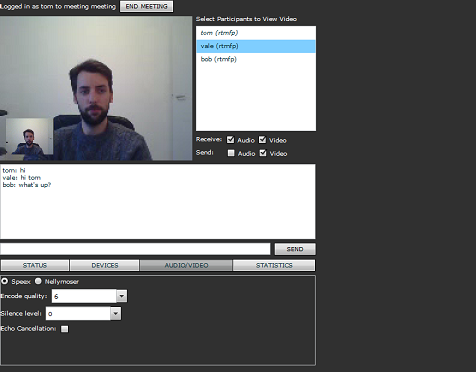 Logged in as tom to meeting meeting
END MEETING
Select Participants to View Video
tom (rtmfp)
vale (rtmfp)
bob (rtmfp)
Receive: Audio Video
Send: Audio Video
tom: hi
vale: hi tom
bob: what's up?
SEND
STATUS DEVICES AUDIO/VIDEO STATISTICS
Speex Nellymoser
Encode quality: 6
Silence level: 0
Echo Cancellation: